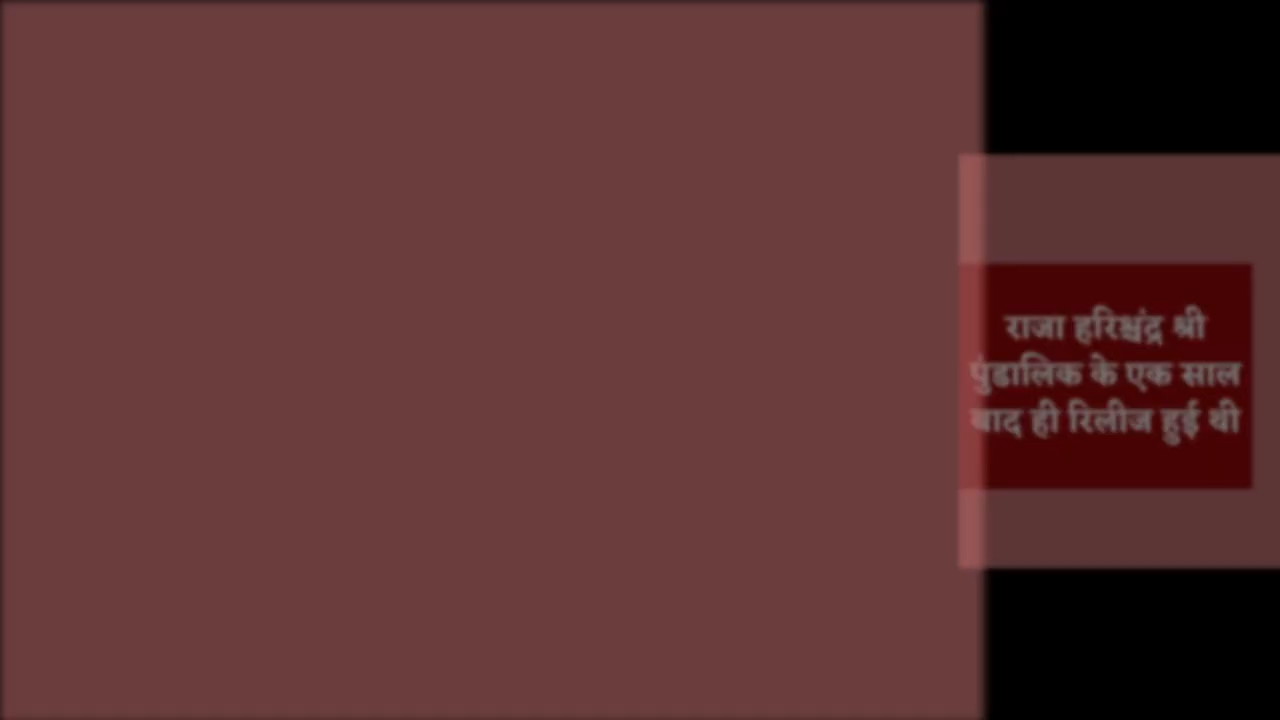 राजा हरिश्चंद्र श्री
पुंडालिक के एक साल
बाद ही रिलीज हुई थी